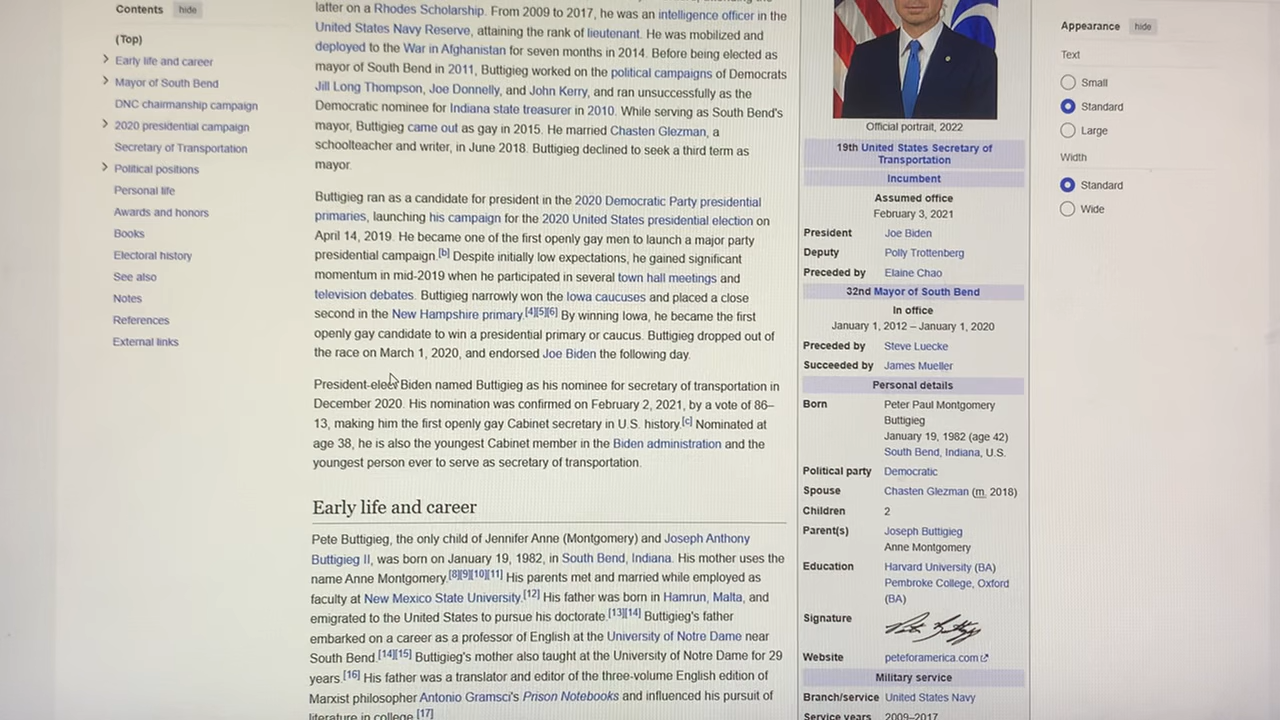 Contents hide
(Top)
Early life and career
Mayor of South Bend
DNC chairmanship campaign
2020 presidential campaign
Secretary of Transportation
Political positions
Personal life
Awards and honors
Books
Electoral history
See also
Notes
References
External links
latter on a Rhodes Scholarship. From 2009 to 2017, he was an intelligence officer in the
United States Navy Reserve, attaining the rank of lieutenant. He was mobilized and
deployed to the War in Afghanistan for seven months in 2014. Before being elected as
mayor of South Bend in 2011, Buttigieg worked on the political campaigns of Democrats
Jill Long Thompson, Joe Donnelly, and John Kerry, and ran unsuccessfully as the
Democratic nominee for Indiana state treasurer in 2010. While serving as South Bend's
mayor, Buttigieg came out as gay in 2015. He married Chasten Glezman, a
schoolteacher and writer, in June 2018. Buttigieg declined to seek a third term as
mayor.
Buttigieg ran as a candidate for president in the 2020 Democratic Party presidential
primaries, launching his campaign for the 2020 United States presidential election on
April 14, 2019. He became one of the first openly gay men to launch a major party
presidential campaign.[b] Despite initially low expectations, he gained significant
momentum in mid-2019 when he participated in several town hall meetings and
television debates. Buttigieg narrowly won the Iowa caucuses and placed a close
second in the New Hampshire primary.[4][5][6] By winning Iowa, he became the first
openly gay candidate to win a presidential primary or caucus. Buttigieg dropped out of
the race on March 1, 2020, and endorsed Joe Biden the following day.
President-elect Biden named Buttigieg as his nominee for secretary of transportation in
December 2020. His nomination was confirmed on February 2, 2021, by a vote of 86–
13, making him the first openly gay Cabinet secretary in U.S. history.[c] Nominated at
age 38, he is also the youngest Cabinet member in the Biden administration and the
youngest person ever to serve as secretary of transportation.
Early life and career
Pete Buttigieg, the only child of Jennifer Anne (Montgomery) and Joseph Anthony
Buttigieg II, was born on January 19, 1982, in South Bend, Indiana. His mother uses the
name Anne Montgomery.[8][9][10][11] His parents met and married while employed as
faculty at New Mexico State University.[12] His father was born in Hamrun, Malta, and
emigrated to the United States to pursue his doctorate.[13][14] Buttigieg's father
embarked on a career as a professor of English at the University of Notre Dame near
South Bend.[14][15] Buttigieg's mother also taught at the University of Notre Dame for 29
years.[16] His father was a translator and editor of the three-volume English edition of
Marxist philosopher Antonio Gramsci's Prison Notebooks and influenced his pursuit of
literature in college.[17]
Official portrait, 2022
19th United States Secretary of
Transportation
Incumbent
Assumed office
February 3, 2021
President Joe Biden
Deputy Polly Trottenberg
Preceded by Elaine Chao
32nd Mayor of South Bend
In office
January 1, 2012 – January 1, 2020
Preceded by Steve Luecke
Succeeded by James Mueller
Personal details
Born Peter Paul Montgomery
Buttigieg
January 19, 1982 (age 42)
South Bend, Indiana, U.S.
Political party Democratic
Spouse Chasten Glezman (m. 2018)
Children 2
Parent(s) Joseph Buttigieg
Anne Montgomery
Education Harvard University (BA)
Pembroke College, Oxford
(BA)
Signature
Website peteforamerica.com
Military service
Branch/service United States Navy
Service years 2009–2017
Appearance hide
Text
Small
Standard
Large
Width
Standard
Wide